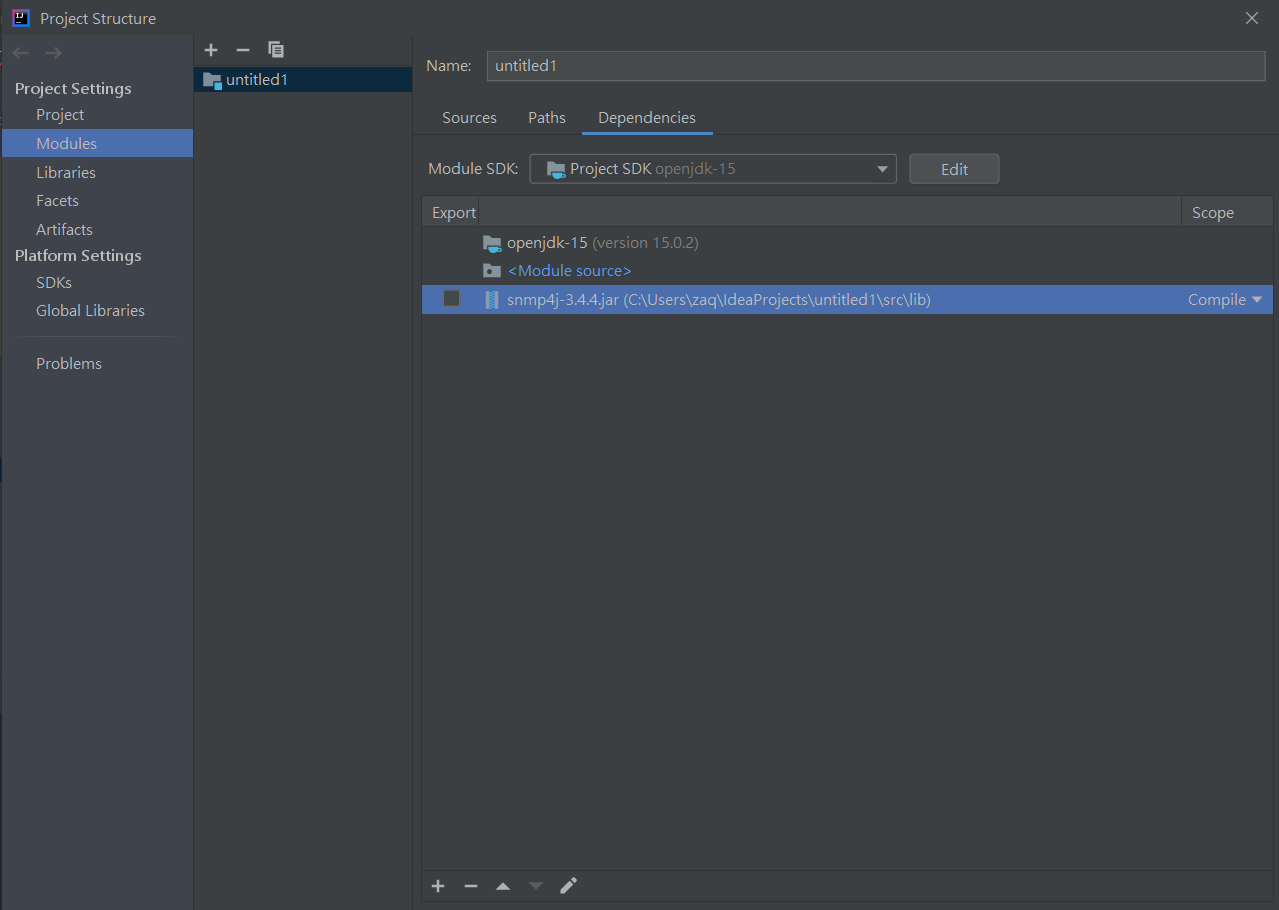 Project Structure
Project Settings
Project
Modules
Libraries
Facets
Artifacts
Platform Settings
SDKs
Global Libraries
Problems
untitled1
Name: untitled1
Sources Paths Dependencies
Module SDK: Project SDK openjdk-15 Edit
Export Scope
openjdk-15 (version 15.0.2)
<Module source>
snmp4j-3.4.4.jar (C:\Users\zaq\IdeaProjects\untitled1\src\lib) Compile